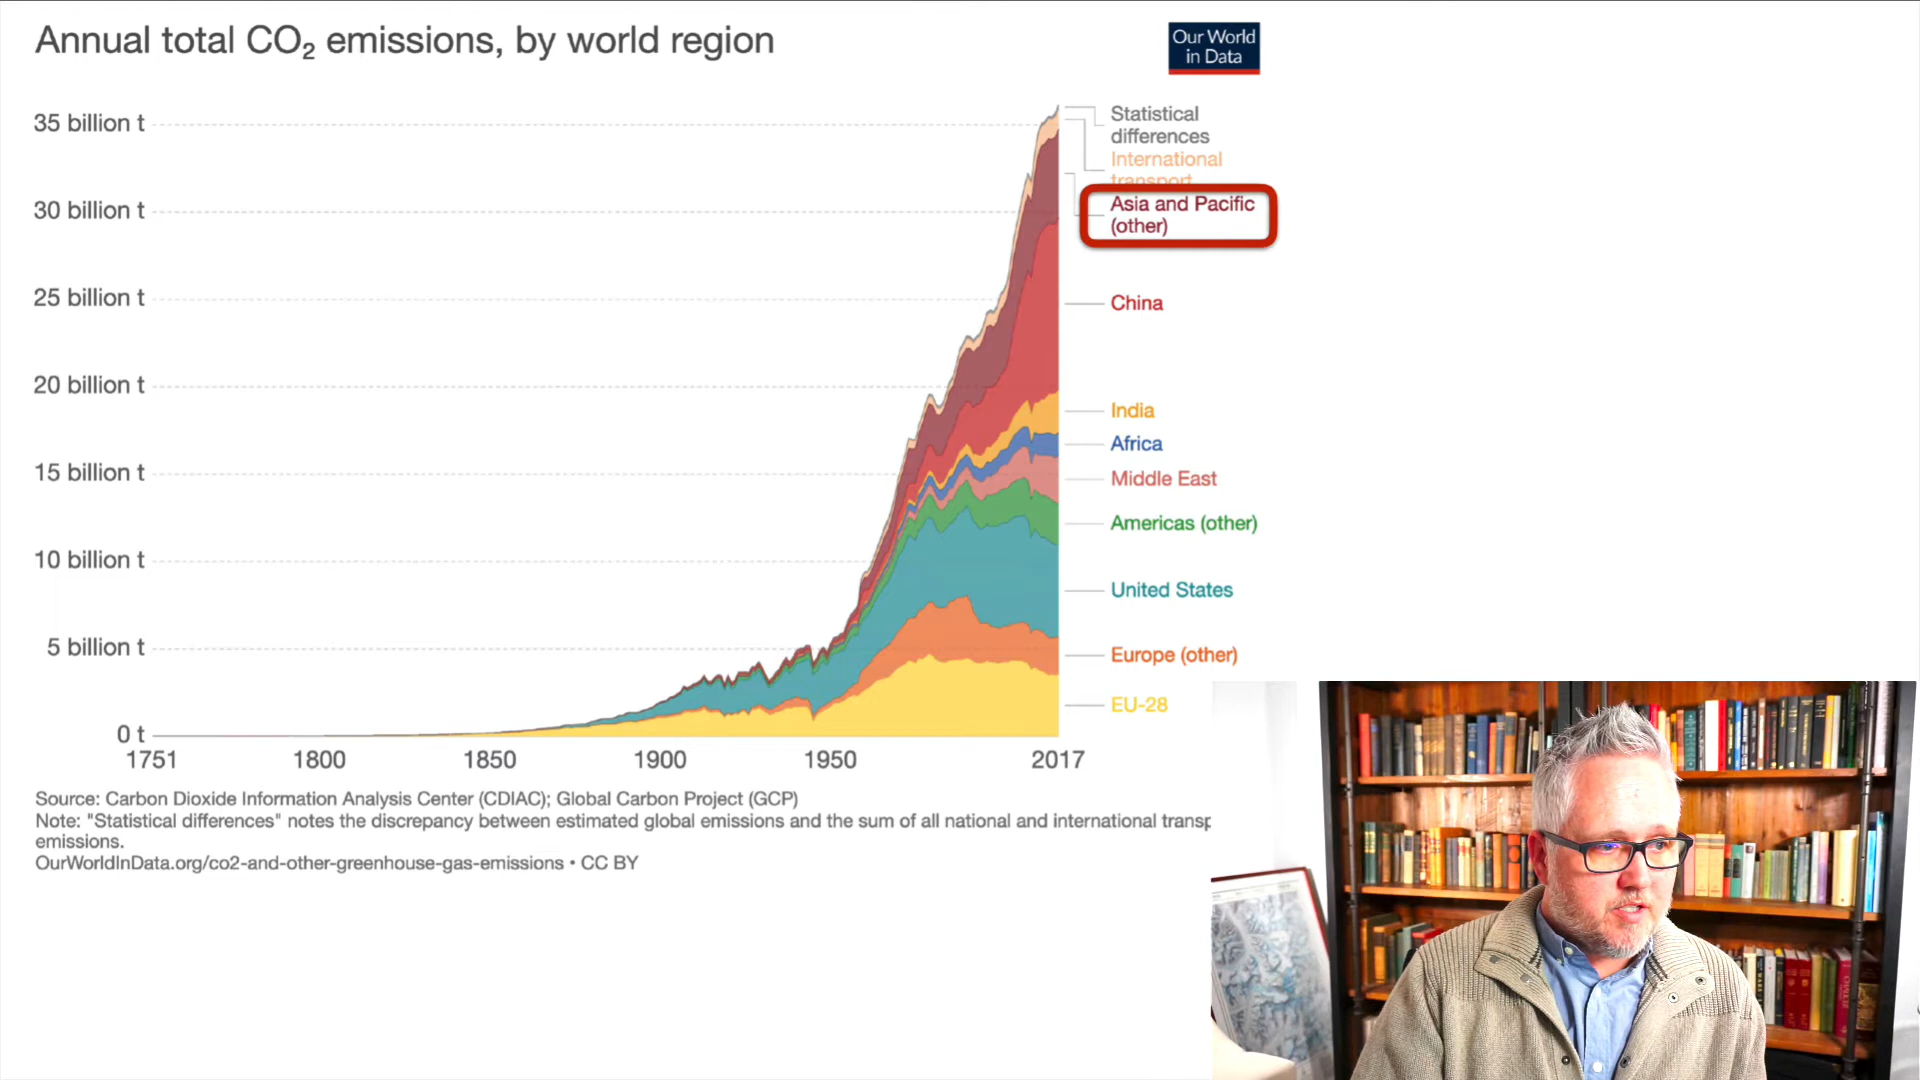 Annual total CO₂ emissions, by world region
Our World
in Data
35 billion t
30 billion t
25 billion t
20 billion t
15 billion t
10 billion t
5 billion t
0 t
1751
1800
1850
1900
1950
2017
Statistical
differences
International
transport
Asia and Pacific
(other)
China
India
Africa
Middle East
Americas (other)
United States
Europe (other)
EU-28
Source: Carbon Dioxide Information Analysis Center (CDIAC); Global Carbon Project (GCP)
Note: "Statistical differences" notes the discrepancy between estimated global emissions and the sum of all national and international transp
emissions.
OurWorldInData.org/co2-and-other-greenhouse-gas-emissions • CC BY